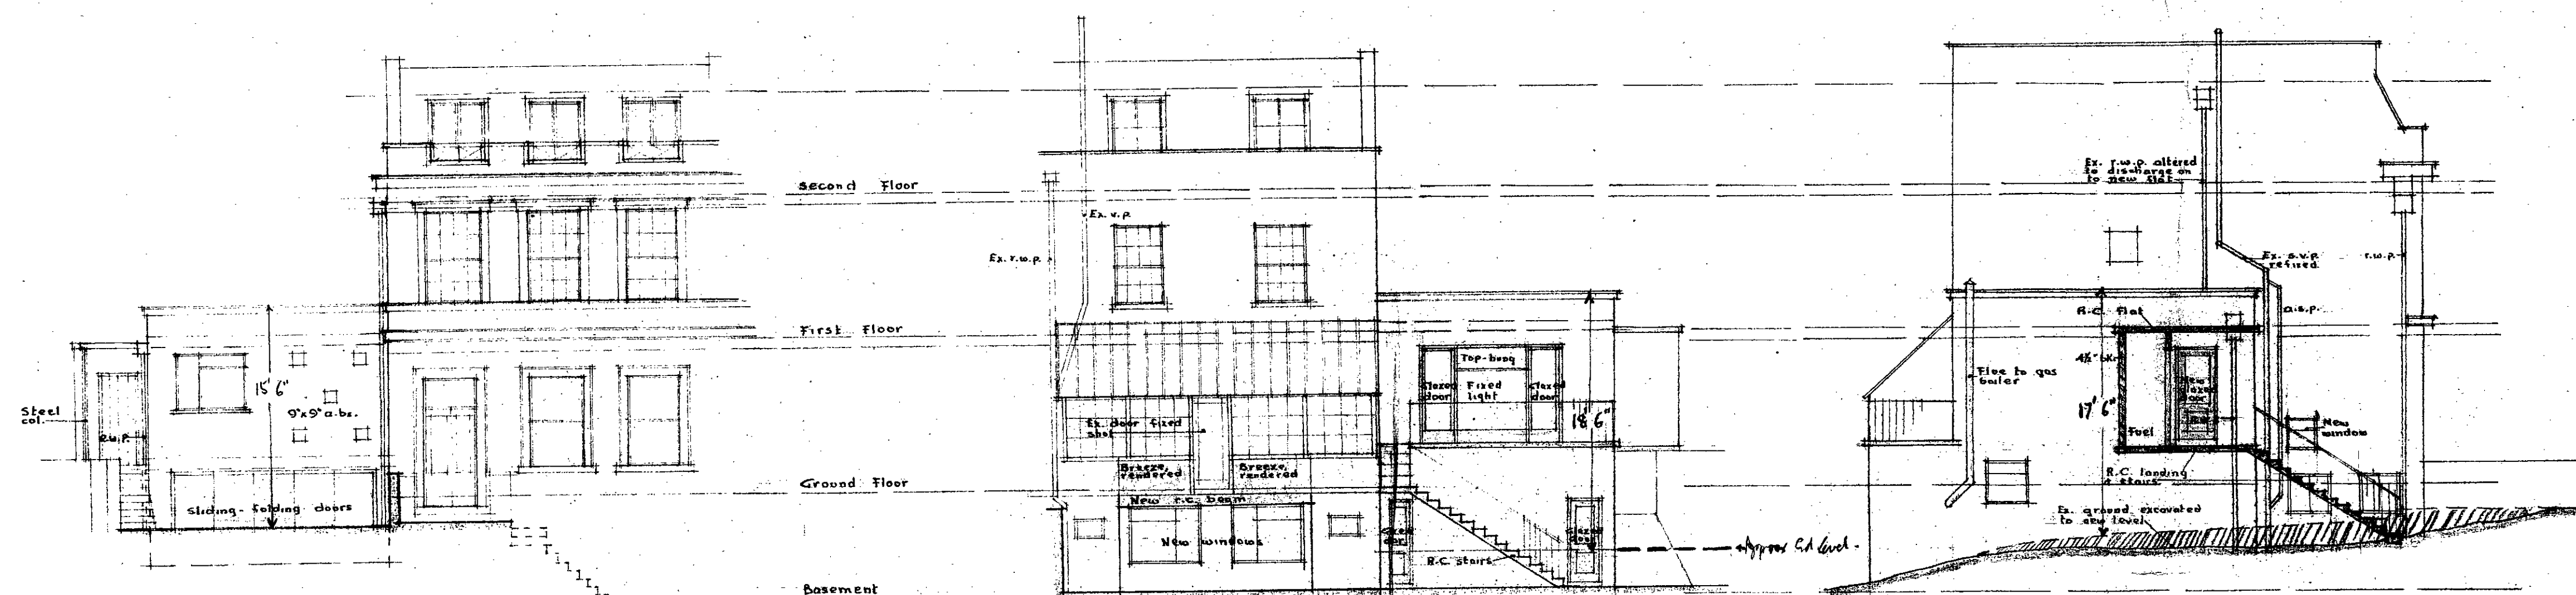 Steel
col.
R.W.P.
15' 6"
9"x9" a.bs.
Sliding-folding doors
Second Floor
First Floor
Ground Floor
Basement
Ex. v.p.
Ex. r.w.p.
Ex. door fixed
shut
Breeze,
rendered
Breeze,
rendered
New r.c. beam
New windows
Top-hung
Glazed
door
Fixed
light
Glazed
door
18' 6"
R.C. stairs
Glazed
door
Approx Gd level.
Ex. r.w.p. altered
to discharge on
to new flat
Ex. s.v.p.
refixed
r.w.p.
R.C. flat
a.s.p.
4½" bk.
Flue to gas
boiler
New
Glazed
door
17' 6"
Fuel
New
window
R.C. landing
& stairs
Ex. ground excavated
to new level